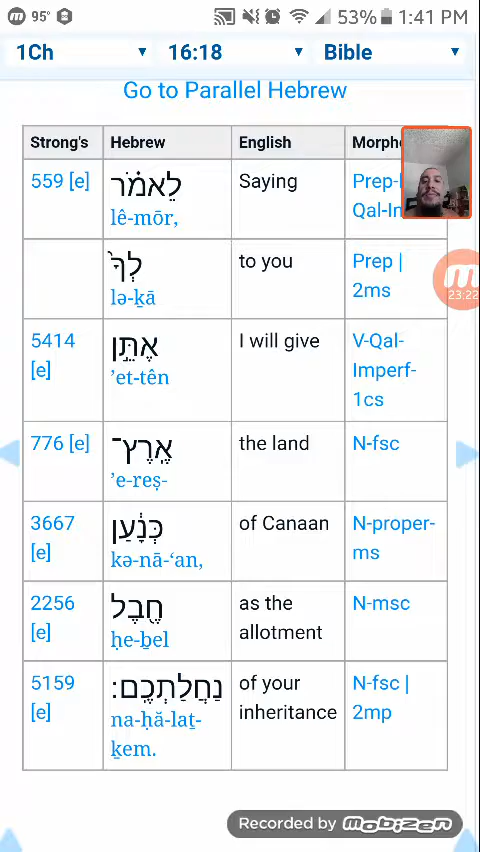 95° 53% 1:41 PM
1Ch 16:18 Bible
Go to Parallel Hebrew
Strong's Hebrew English Morph
559 [e] לֵאמֹ֗ר Saying Prep-
lê·mōr, Qal-In
לְךָ֙ to you Prep |
lə·ḵā 2ms
23:22
5414 אֶתֵּ֣ן I will give V-Qal-
[e] ’et·tên Imperf-
1cs
776 [e] אֶֽרֶץ־ the land N-fsc
’e·reṣ-
3667 כְּנָ֔עַן of Canaan N-proper-
[e] kə·nā·‘an, ms
2256 חֶ֖בֶל as the N-msc
[e] ḥe·ḇel allotment
5159 נַחֲלַתְכֶֽם׃ of your N-fsc |
[e] na·ḥă·laṯ- inheritance 2mp
ḵem.
Recorded by mobizen